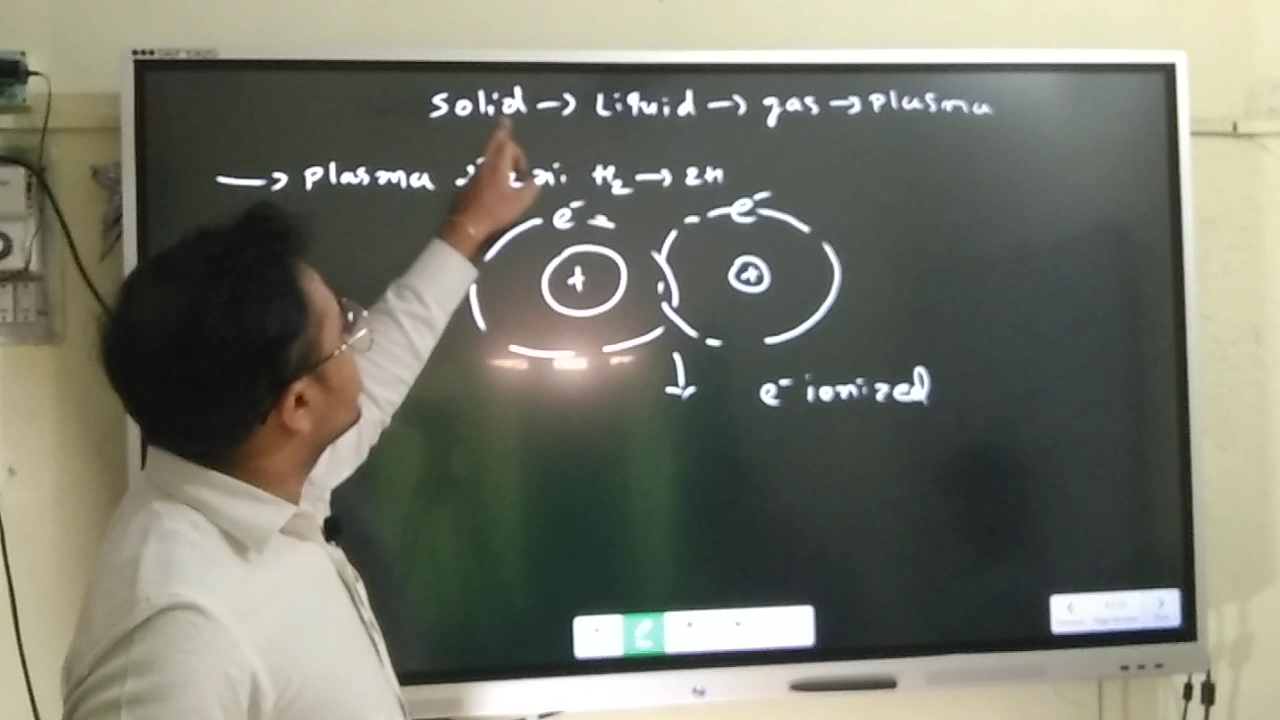 Solid → Liquid → gas → Plasma
→ Plasma H₂ → 2H
e⁻ e⁻
+ +
e⁻ ionized